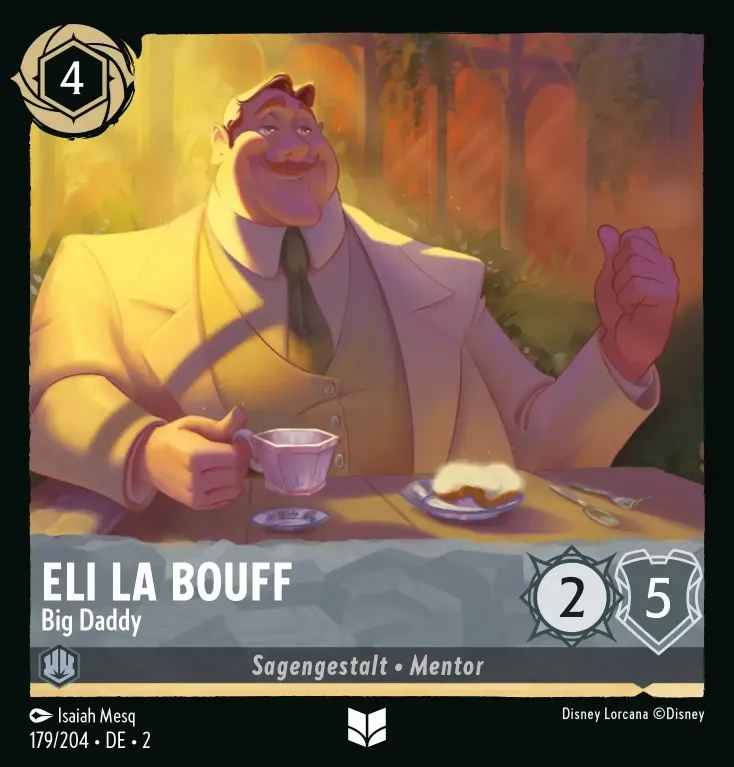 4
ELI LA BOUFF
Big Daddy
2
5
Sagengestalt • Mentor
Isaiah Mesq
Disney Lorcana ©Disney
179/204 • DE • 2